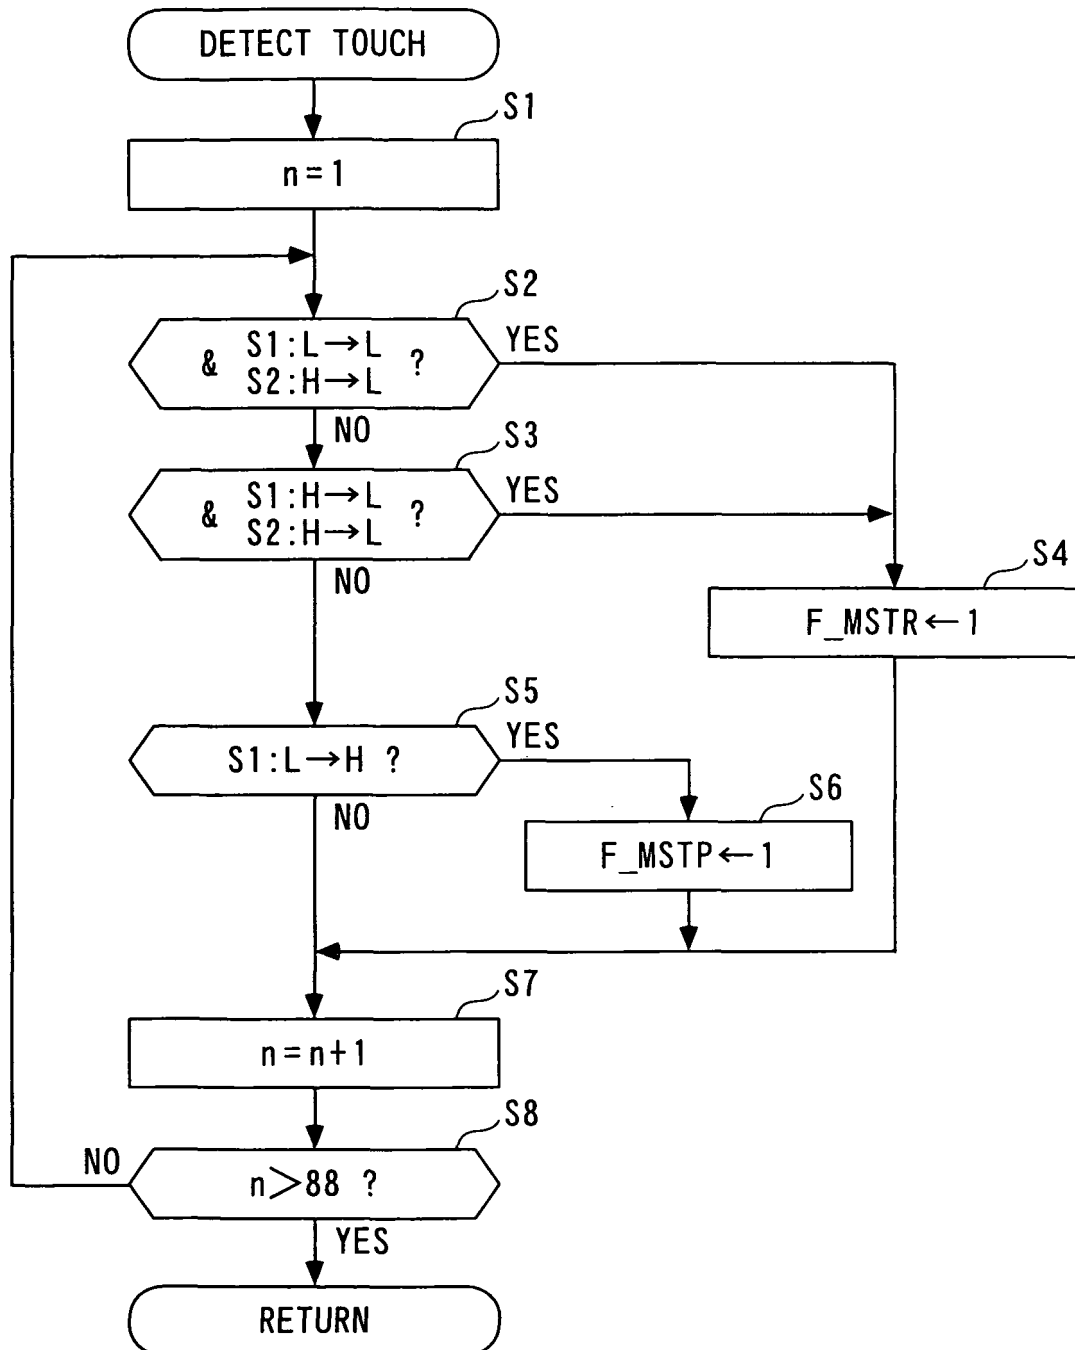 DETECT TOUCH
S1
n=1
S2
S1:L→L
& ?
S2:H→L
YES
NO
S3
S1:H→L
& ?
S2:H→L
YES
NO
S4
F_MSTR←1
S5
S1:L→H ?
YES
NO
S6
F_MSTP←1
S7
n=n+1
S8
n>88 ?
NO
YES
RETURN